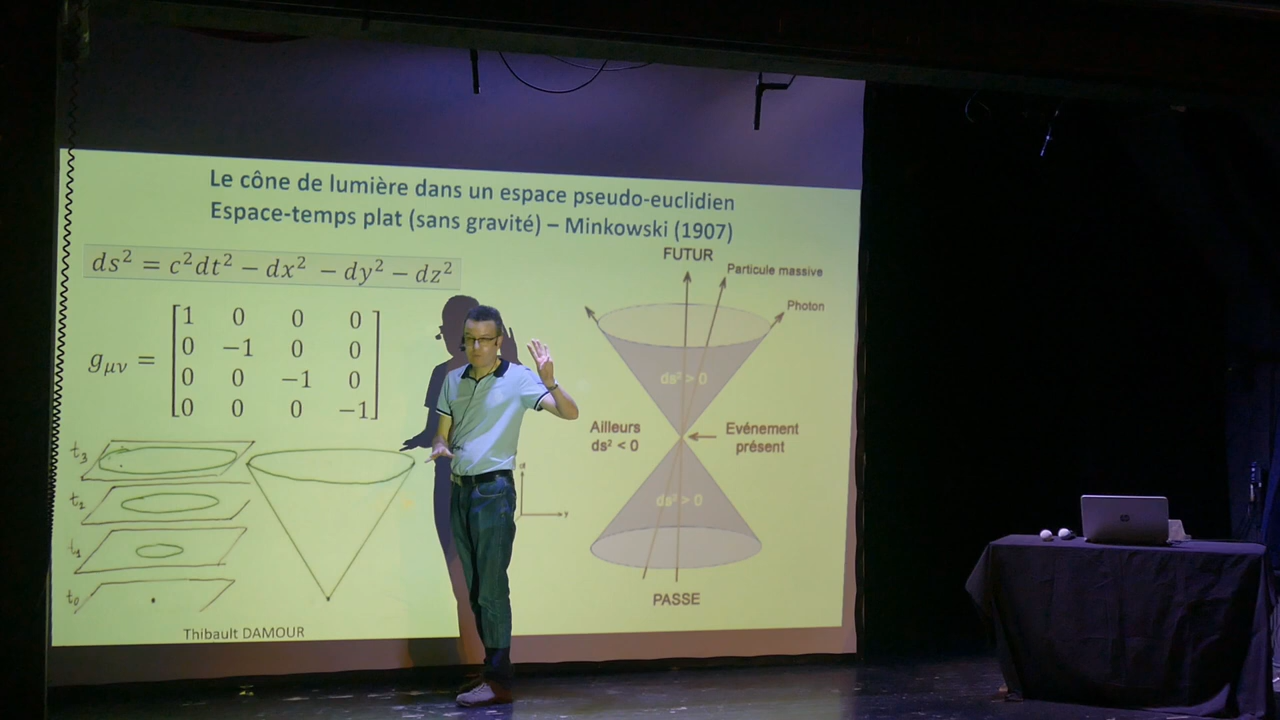 Le cône de lumière dans un espace pseudo-euclidien
Espace-temps plat (sans gravité) – Minkowski (1907)
ds² = c²dt² − dx² − dy² − dz²
g_μν =
1 0 0 0
0 −1 0 0
0 0 −1 0
0 0 0 −1
t₃
t₂
t₁
t₀
Thibault DAMOUR
FUTUR
Particule massive
Photon
ds² > 0
Ailleurs
ds² < 0
Evénement
présent
ds² > 0
PASSE
hp